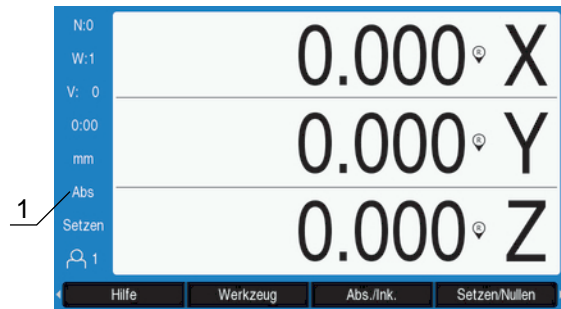 N:0
W:1
V: 0
0:00
mm
Abs
Setzen
1
0.000 ® X
0.000 ® Y
0.000 ® Z
1
Hilfe Werkzeug Abs./Ink. Setzen/Nullen